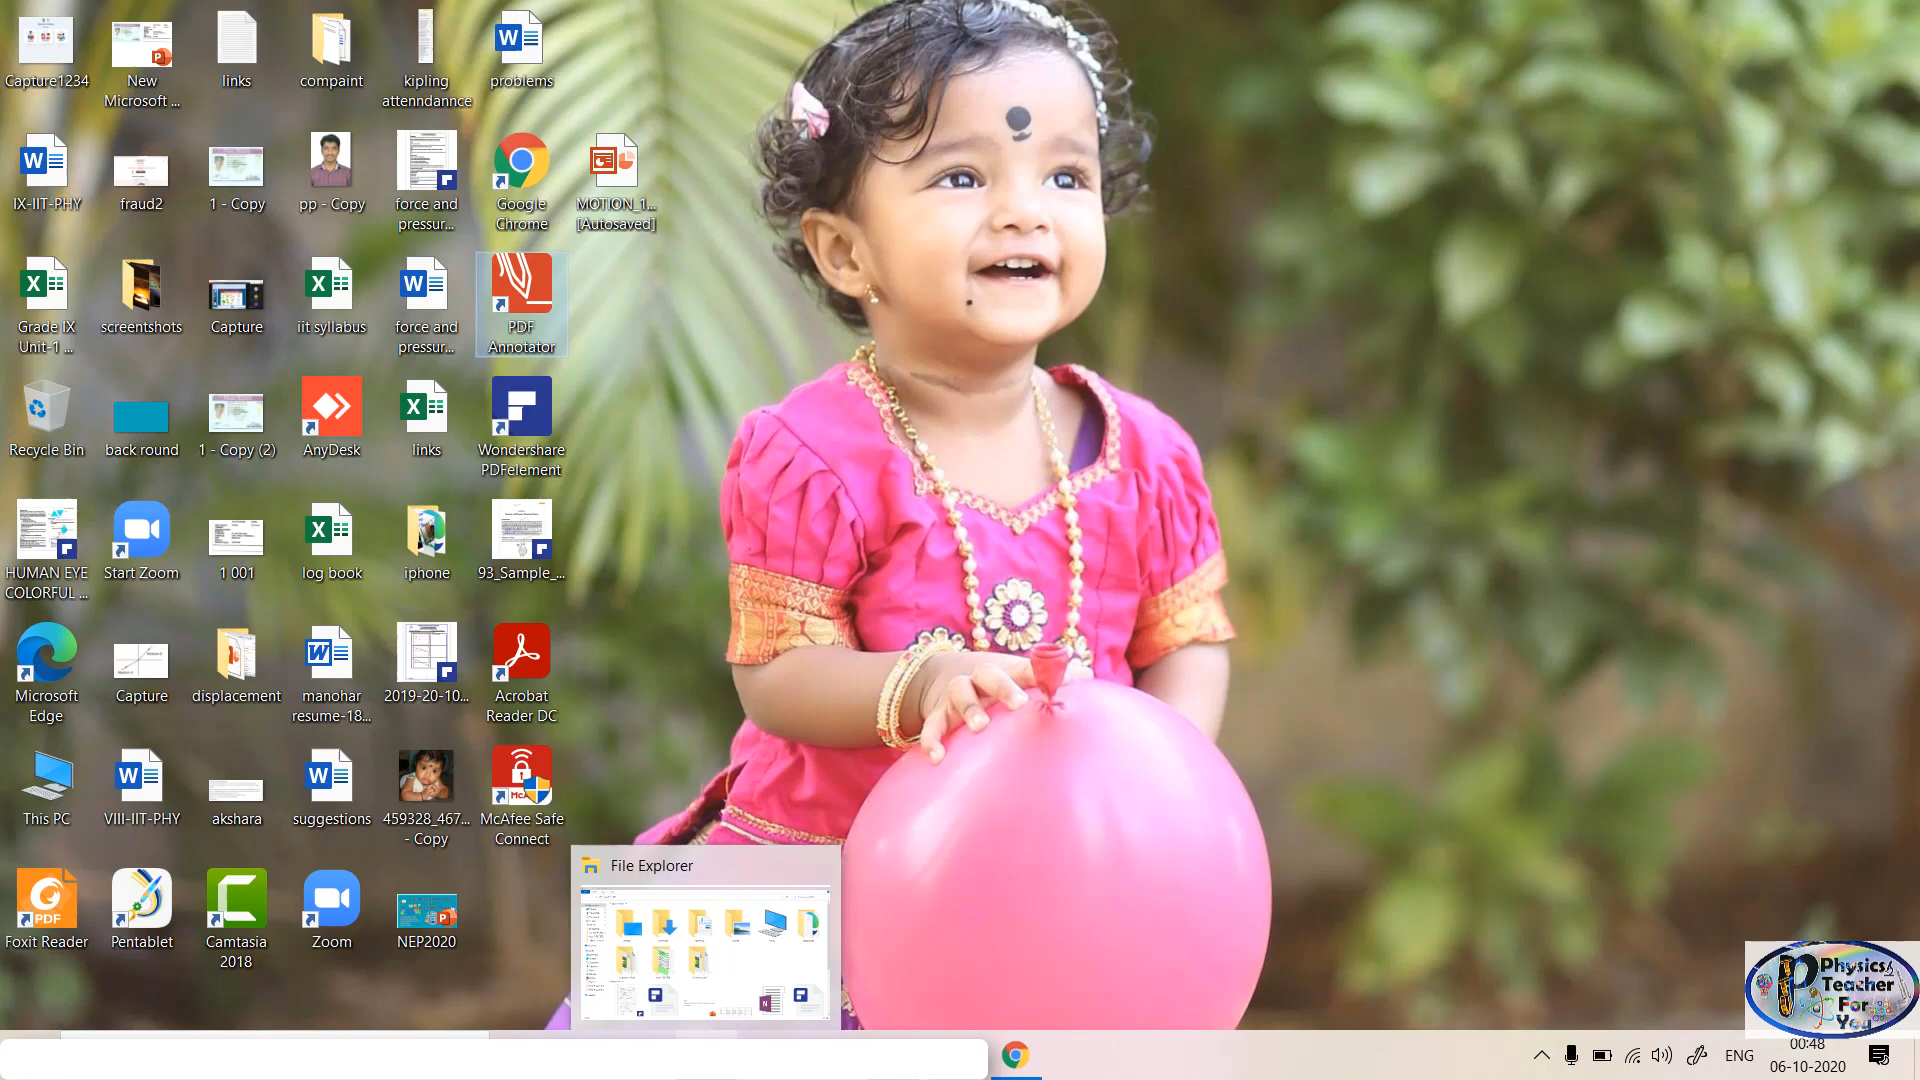 Capture1234
New
Microsoft ...
links
compaint
kipling
attenndannce
problems
IX-IIT-PHY
fraud2
1 - Copy
pp - Copy
force and
pressur...
Google
Chrome
MOTION_1...
[Autosaved]
Grade IX
Unit-1 ...
screentshots
Capture
iit syllabus
force and
pressur...
PDF
Annotator
Recycle Bin
back round
1 - Copy (2)
AnyDesk
links
Wondershare
PDFelement
HUMAN EYE
COLORFUL ...
Start Zoom
1 001
log book
iphone
93_Sample_...
Microsoft
Edge
Capture
displacement
manohar
resume-18...
2019-20-10...
Acrobat
Reader DC
This PC
VIII-IIT-PHY
akshara
suggestions
459328_467...
- Copy
McAfee Safe
Connect
File Explorer
PDF
Foxit Reader
Pentablet
Camtasia
2018
Zoom
NEP2020
Physics
Teacher
For
You
ENG
00:48
06-10-2020